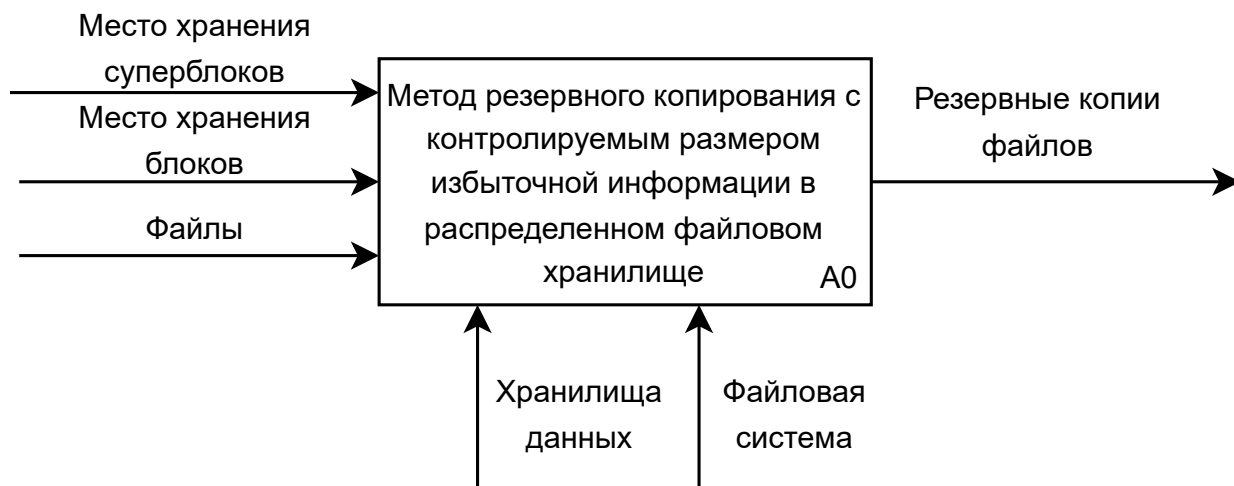 Место хранения
суперблоков
Место хранения
блоков
Файлы
Метод резервного копирования с
контролируемым размером
избыточной информации в
распределенном файловом
хранилище
A0
Резервные копии
файлов
Хранилища
данных
Файловая
система